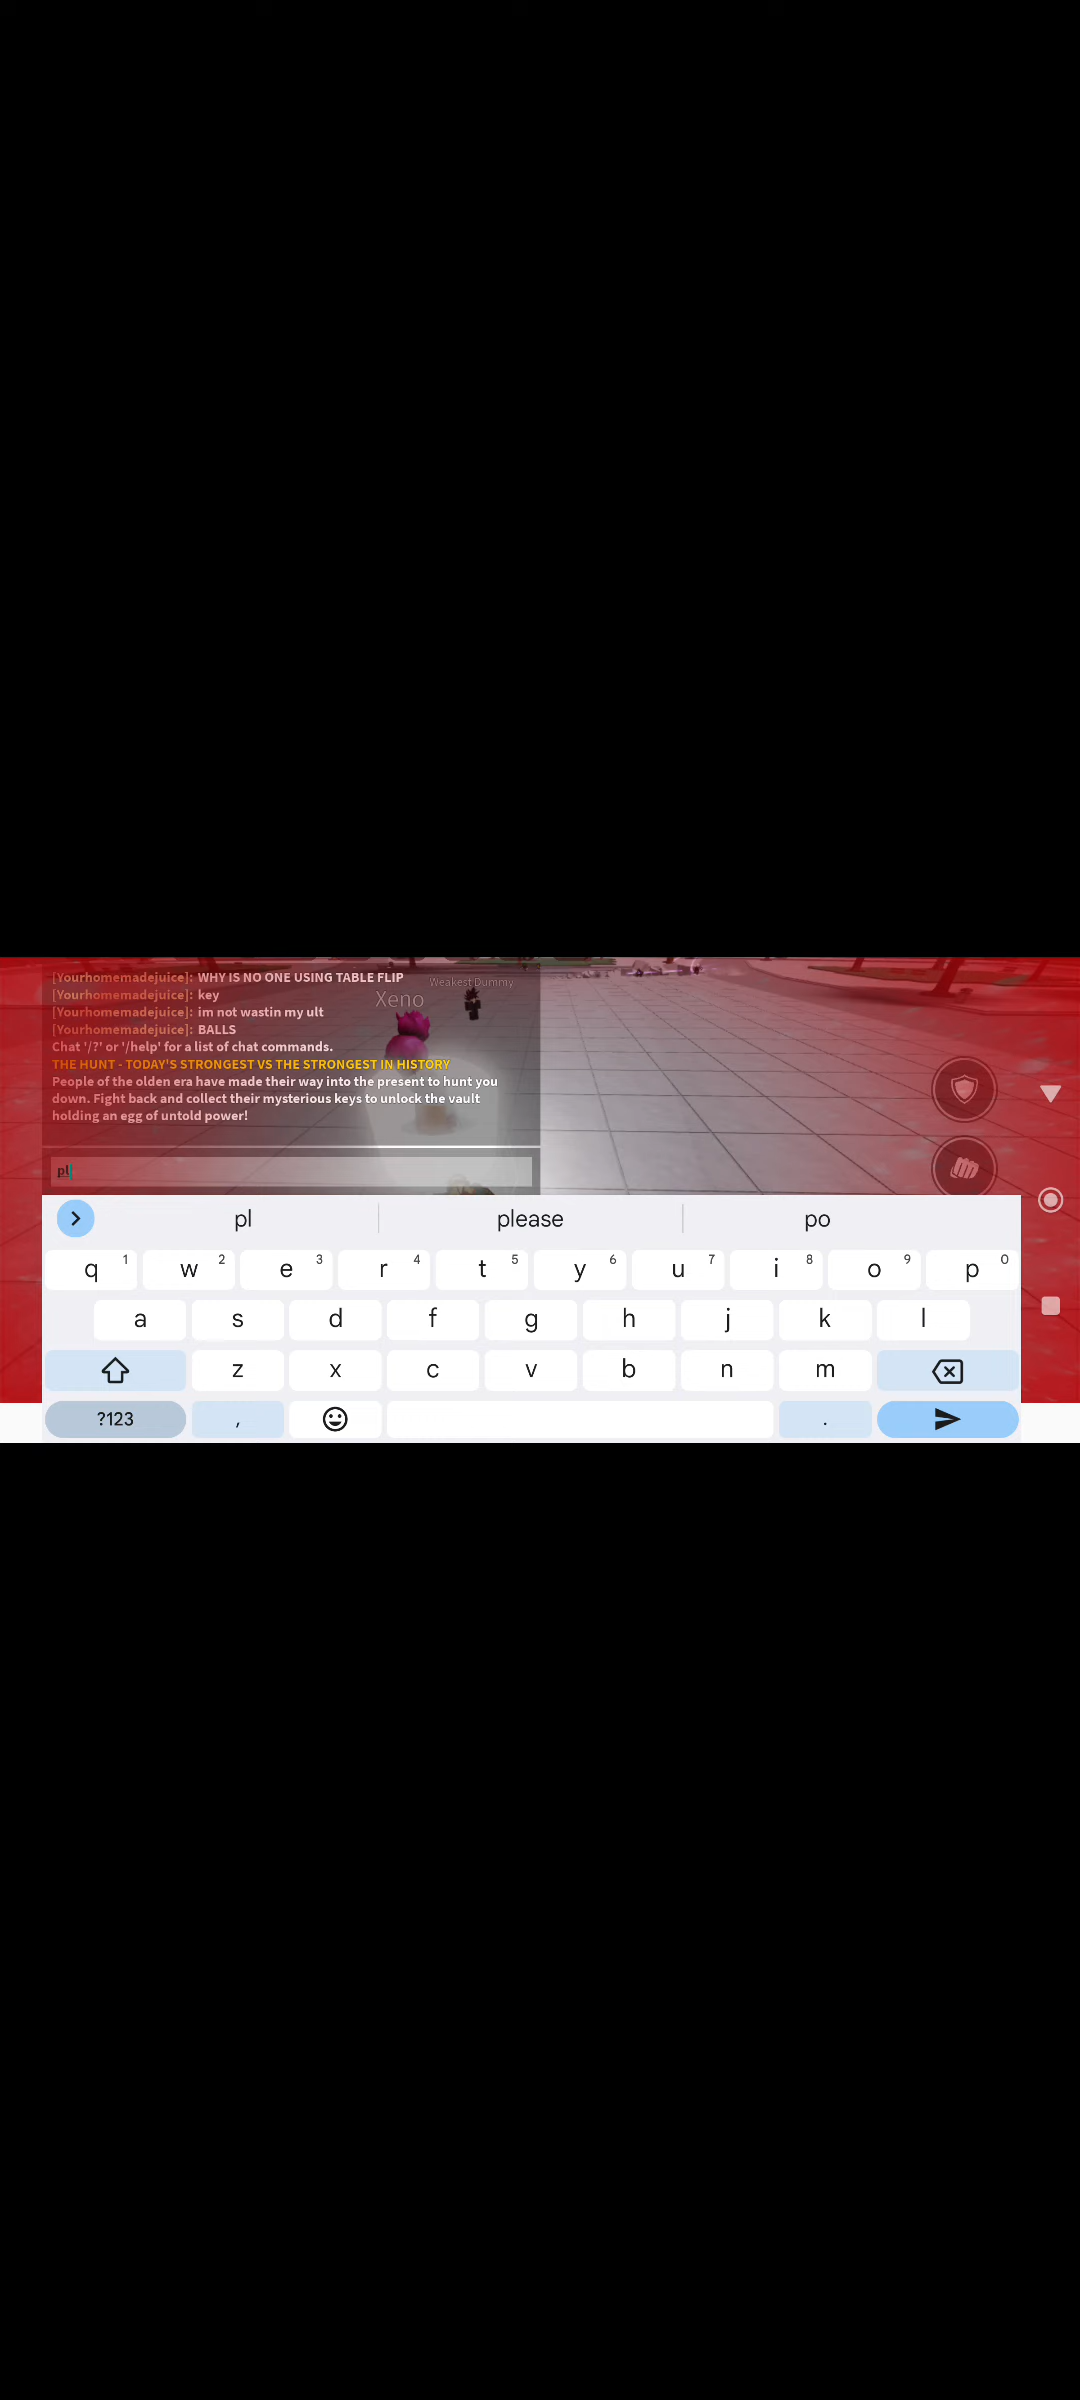 [Yourhomemadejuice]: WHY IS NO ONE USING TABLE FLIP
Weakest Dummy
[Yourhomemadejuice]: key
Xeno
[Yourhomemadejuice]: im not wastin my ult
[Yourhomemadejuice]: BALLS
Chat '/?' or '/help' for a list of chat commands.
THE HUNT - TODAY'S STRONGEST VS THE STRONGEST IN HISTORY
People of the olden era have made their way into the present to hunt you
down. Fight back and collect their mysterious keys to unlock the vault
holding an egg of untold power!
pl
pl please po
q 1 w 2 e 3 r 4 t 5 y 6 u 7 i 8 o 9 p 0
a s d f g h j k l
z x c v b n m
?123 , .